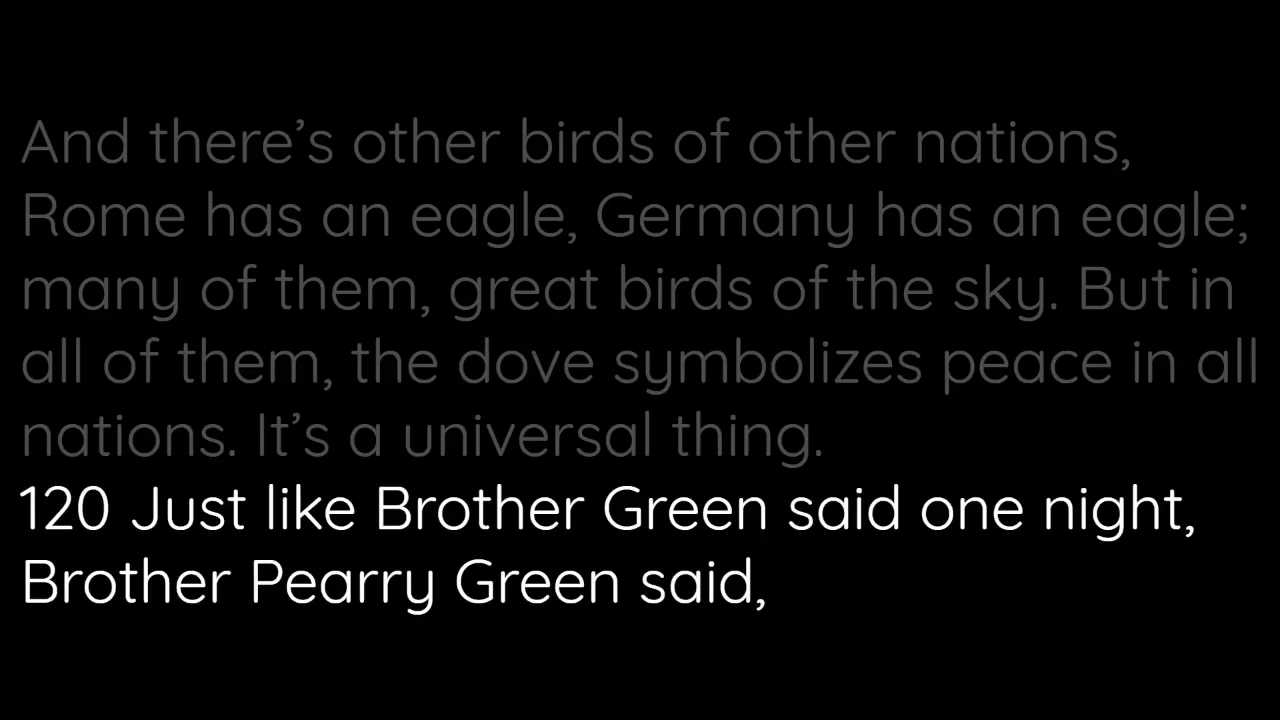 And there’s other birds of other nations,
Rome has an eagle, Germany has an eagle;
many of them, great birds of the sky. But in
all of them, the dove symbolizes peace in all
nations. It’s a universal thing.
120 Just like Brother Green said one night,
Brother Pearry Green said,